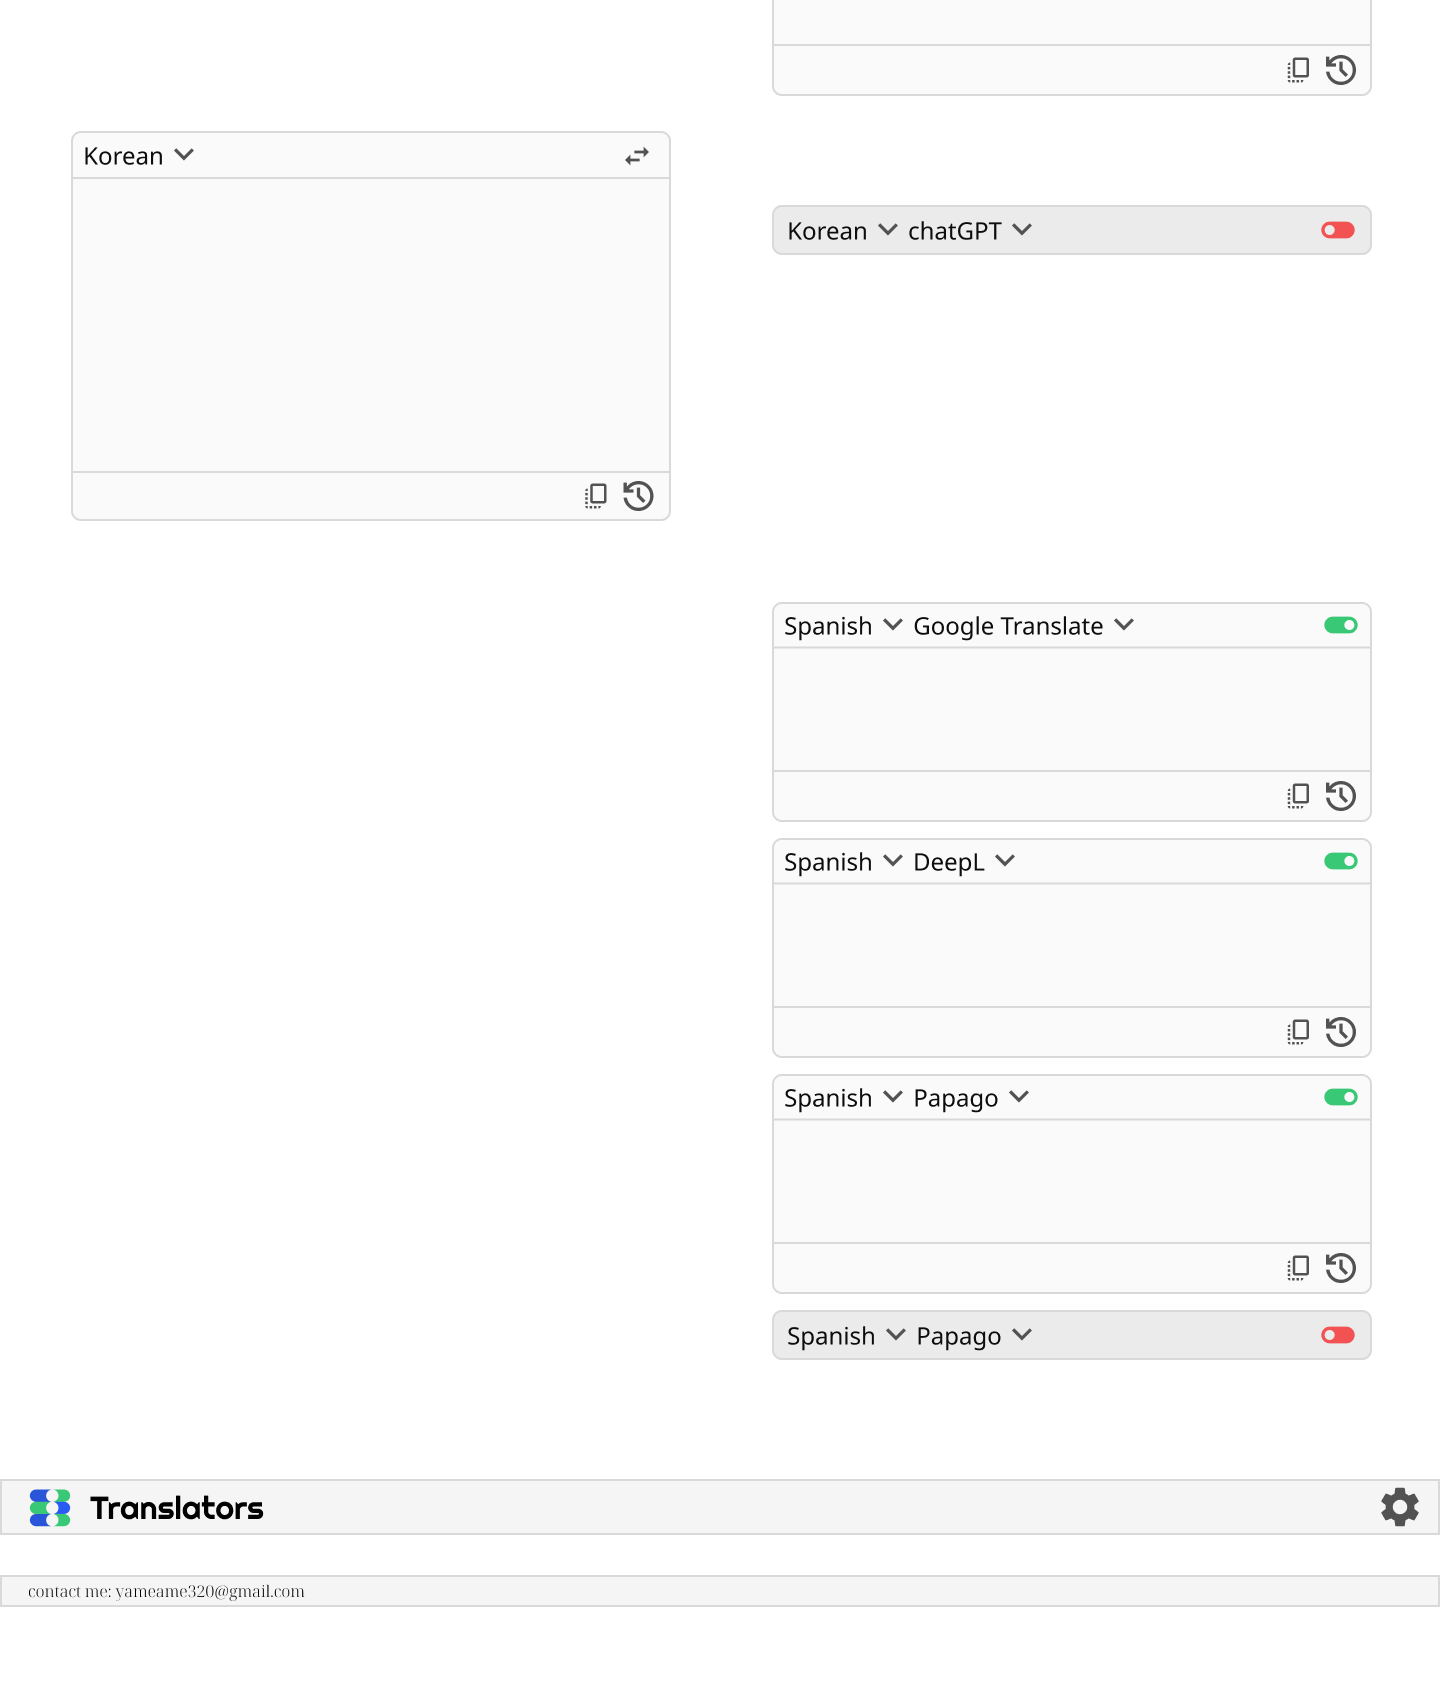 Korean
Korean chatGPT
Spanish Google Translate
Spanish DeepL
Spanish Papago
Spanish Papago
Translators
contact me: yameame320@gmail.com